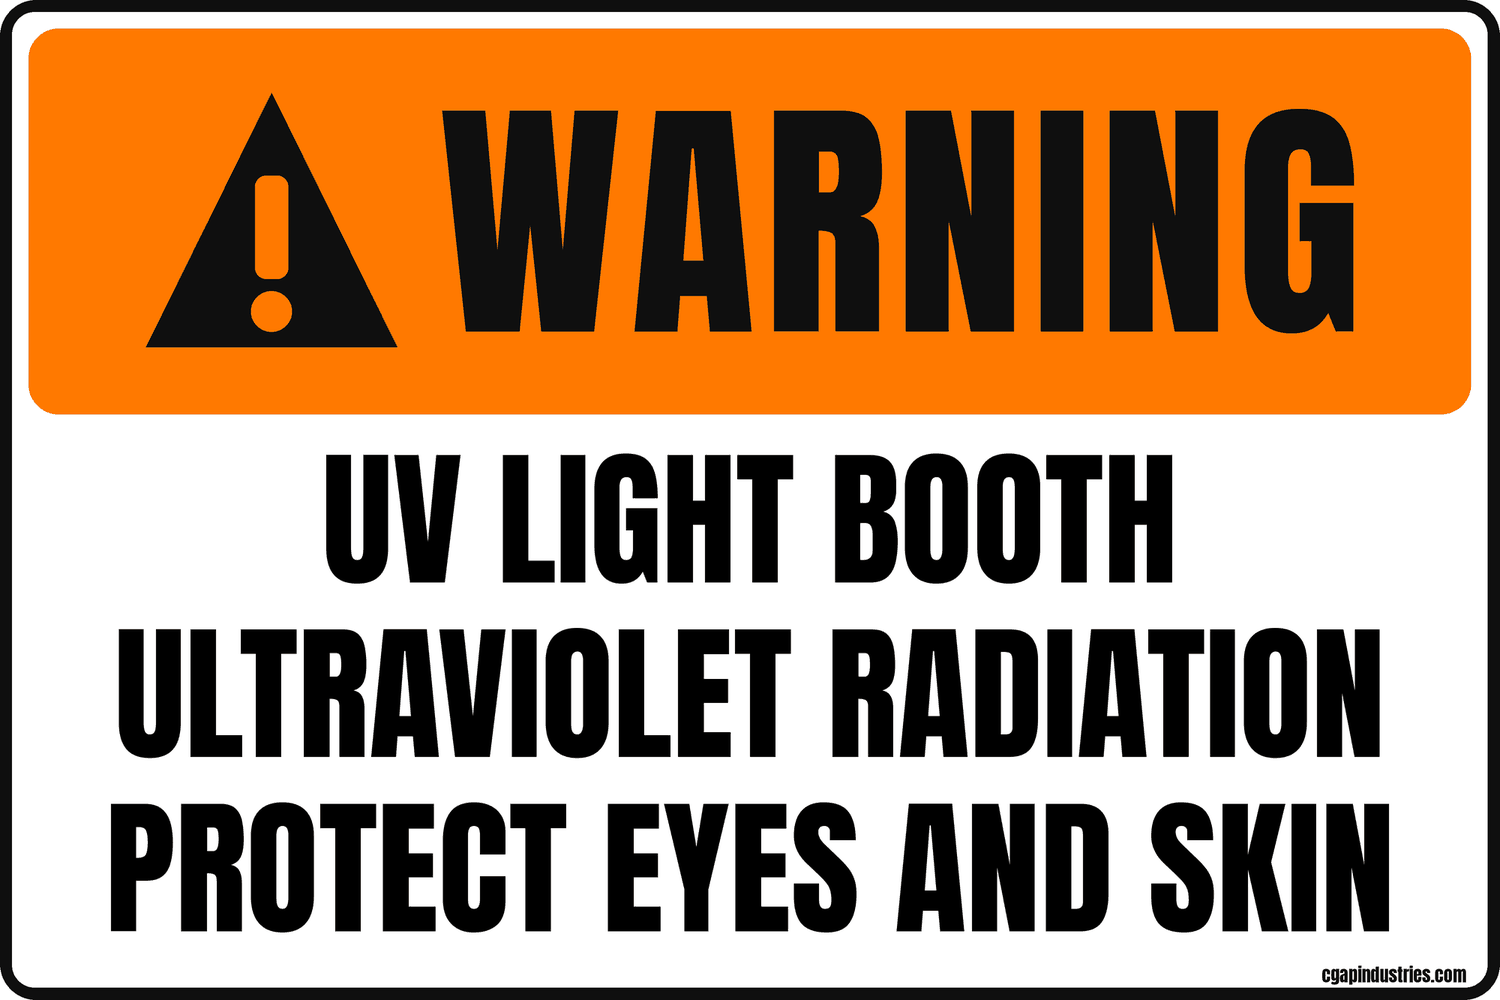 WARNING
UV LIGHT BOOTH
ULTRAVIOLET RADIATION
PROTECT EYES AND SKIN
cgapindustries.com